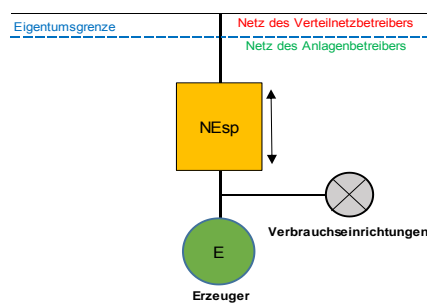 Eigentumsgrenze
Netz des Verteilnetzbetreibers
Netz des Anlagenbetreibers
NEsp
Verbrauchseinrichtungen
E
Erzeuger